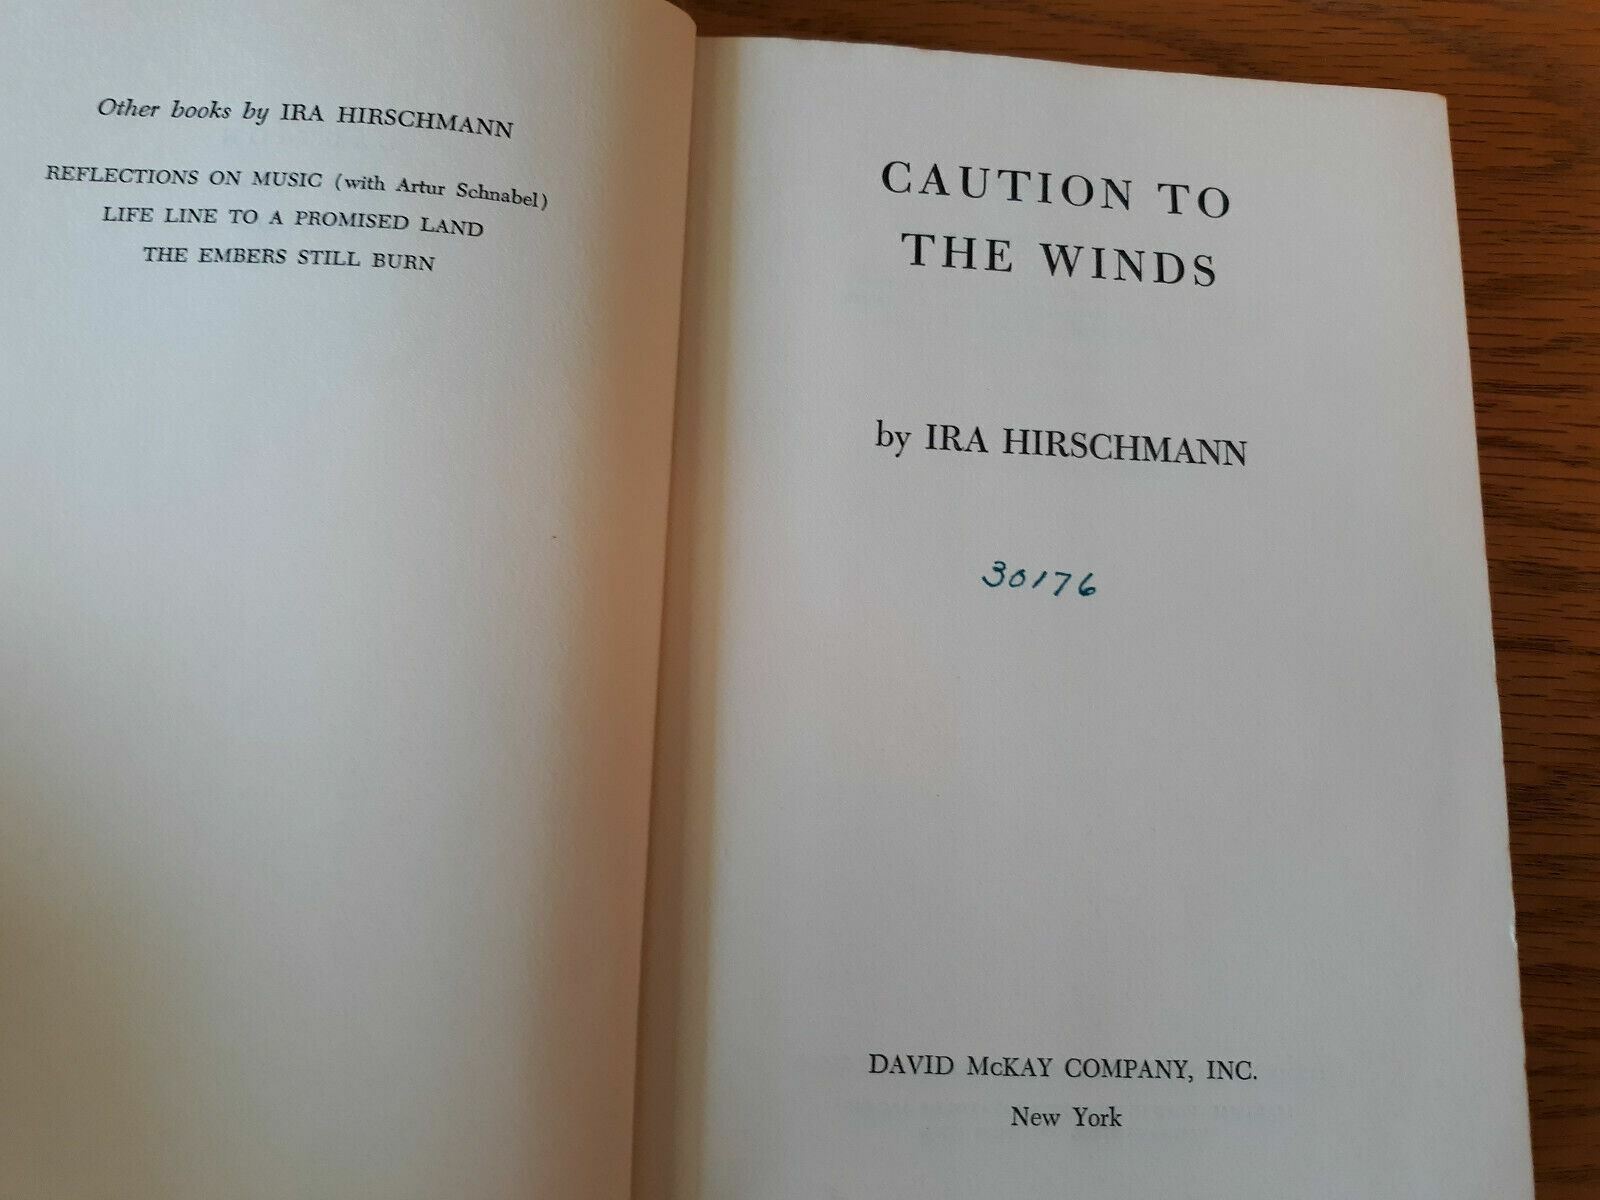 Other books by IRA HIRSCHMANN
REFLECTIONS ON MUSIC (with Artur Schnabel)
LIFE LINE TO A PROMISED LAND
THE EMBERS STILL BURN
CAUTION TO
THE WINDS
by IRA HIRSCHMANN
30176
DAVID McKAY COMPANY, INC.
New York